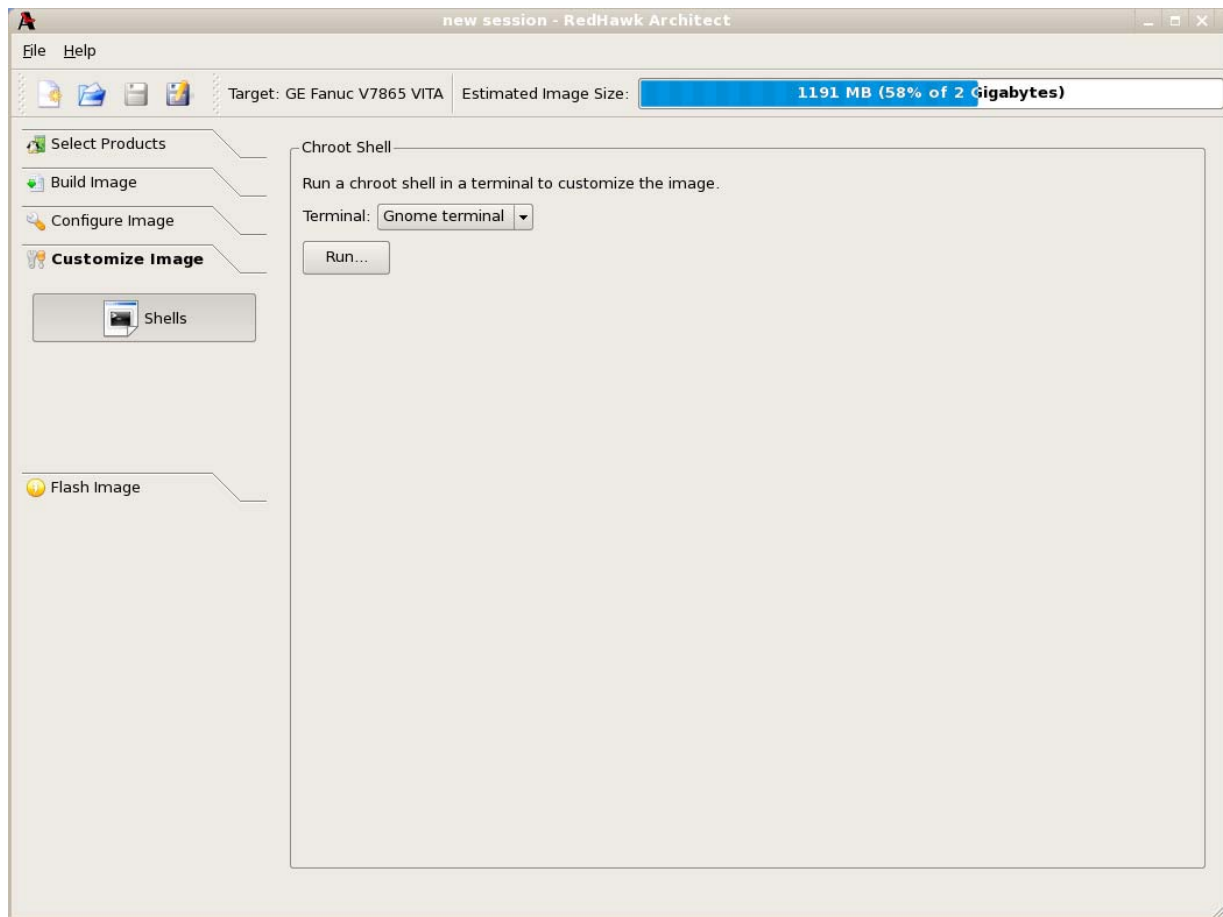 new session - RedHawk Architect
File Help
Target: GE Fanuc V7865 VITA Estimated Image Size: 1191 MB (58% of 2 Gigabytes)
Select Products
Build Image
Configure Image
Customize Image
Shells
Flash Image
Chroot Shell
Run a chroot shell in a terminal to customize the image.
Terminal: Gnome terminal
Run...